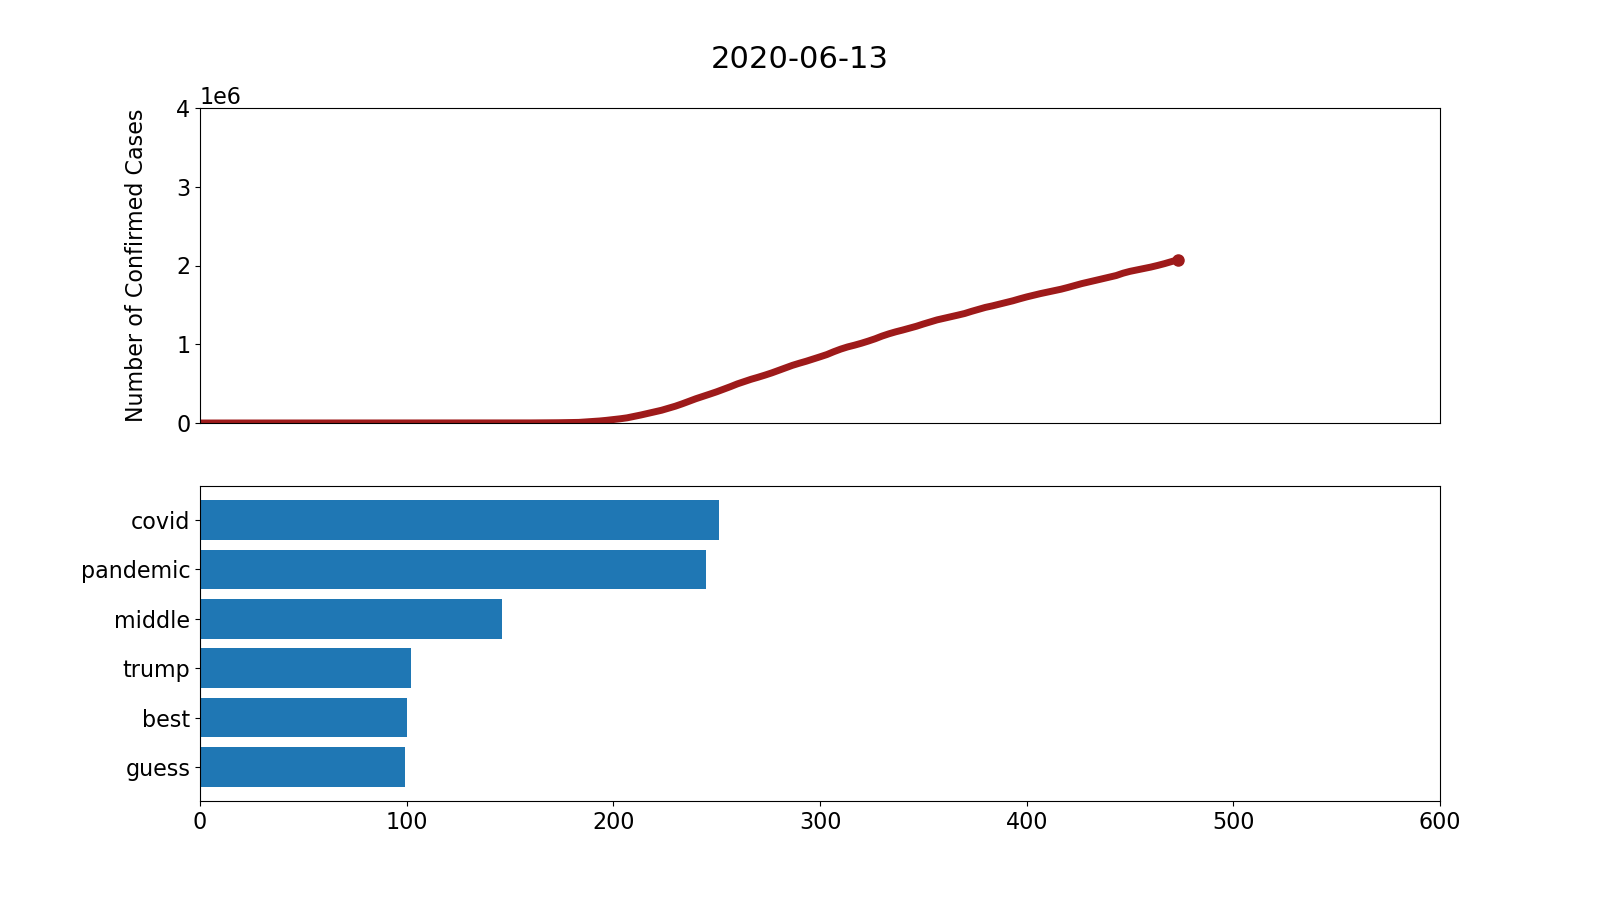 2020-06-13
1e6
Number of Confirmed Cases
4
3
2
1
0
covid
pandemic
middle
trump
best
guess
0 100 200 300 400 500 600